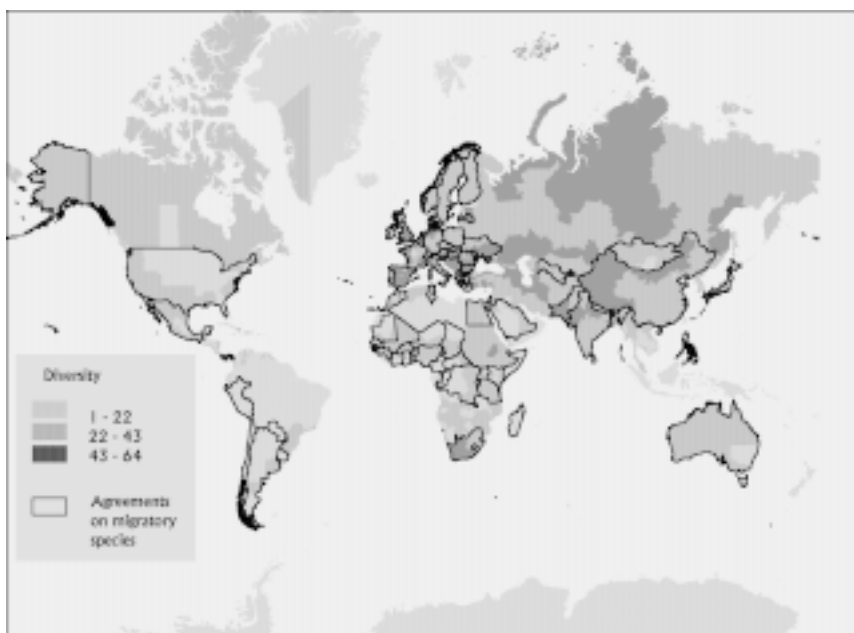 Diversity
1 - 22
22 - 43
43 - 64
Agreements
on migratory
species